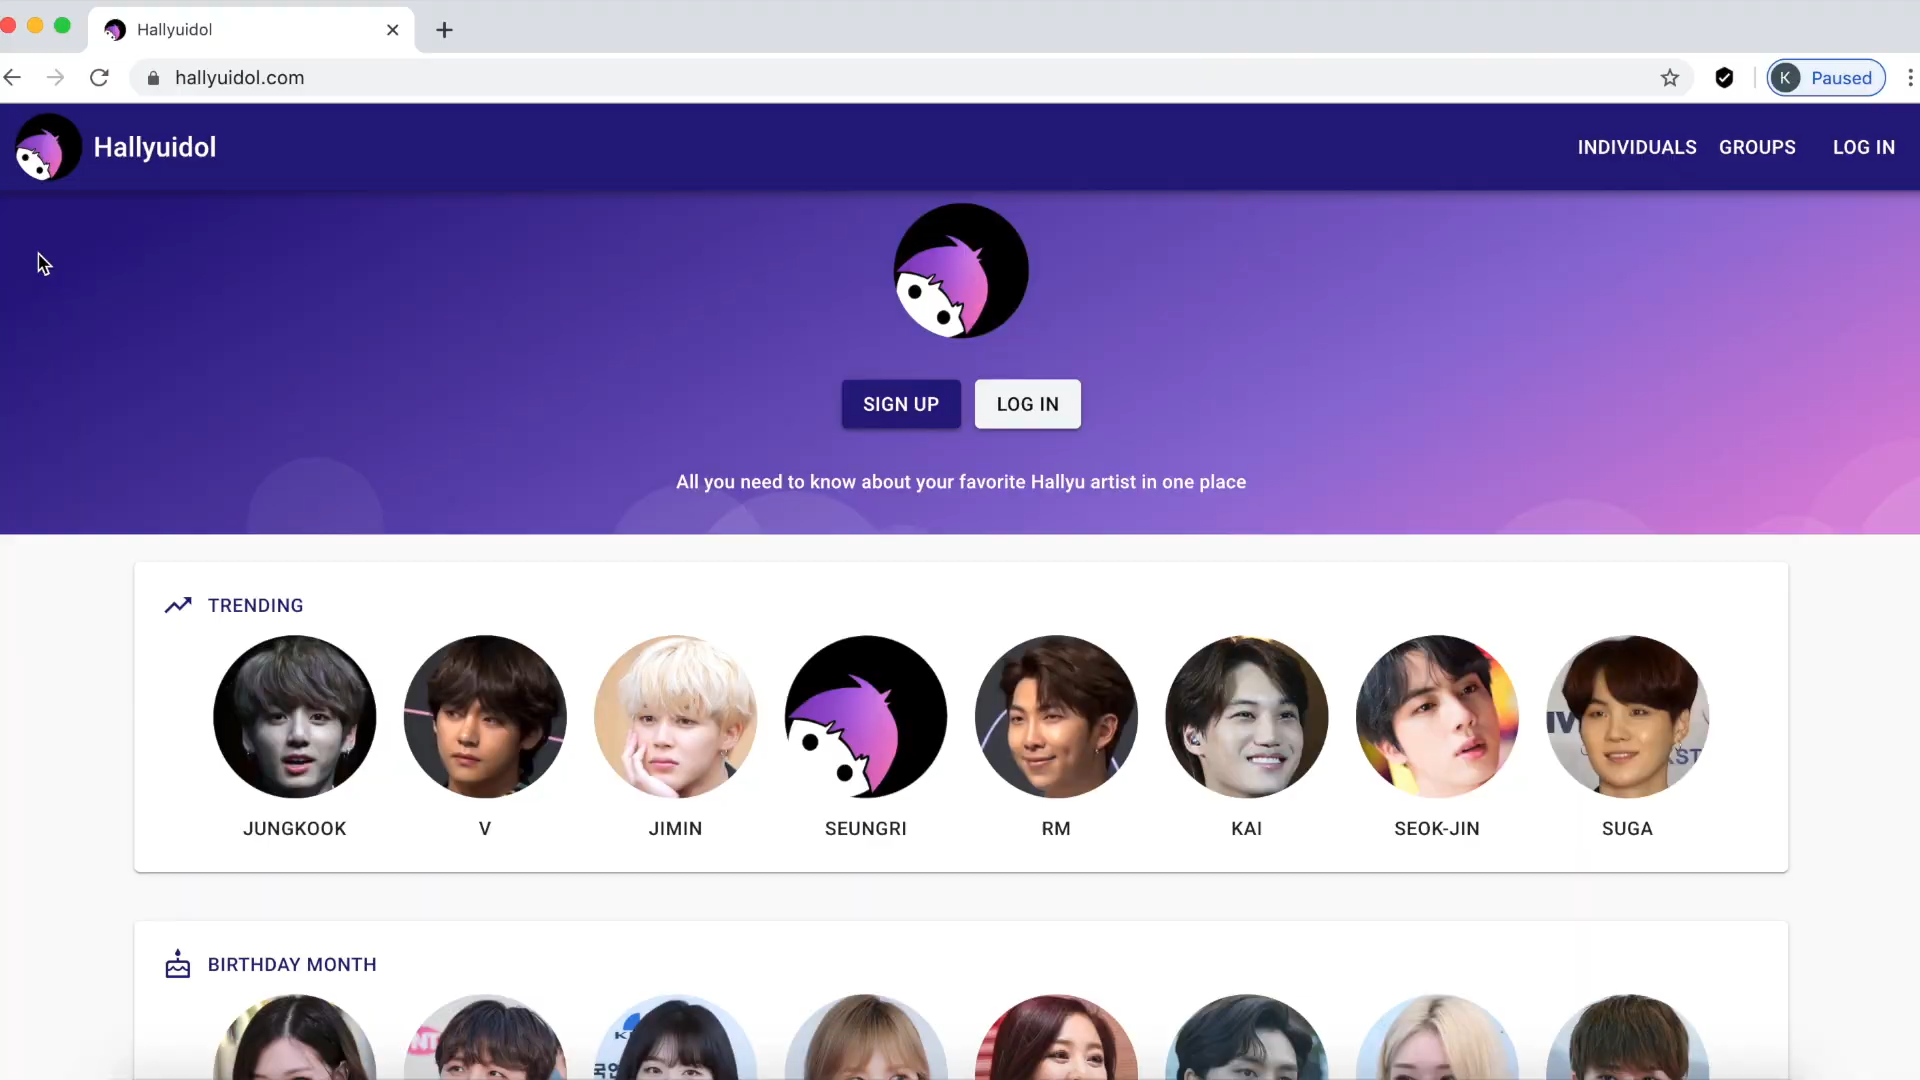 Hallyuidol
hallyuidol.com
K Paused
Hallyuidol
INDIVIDUALS GROUPS LOG IN
SIGN UP LOG IN
All you need to know about your favorite Hallyu artist in one place
TRENDING
JUNGKOOK V JIMIN SEUNGRI RM KAI SEOK-JIN SUGA
BIRTHDAY MONTH